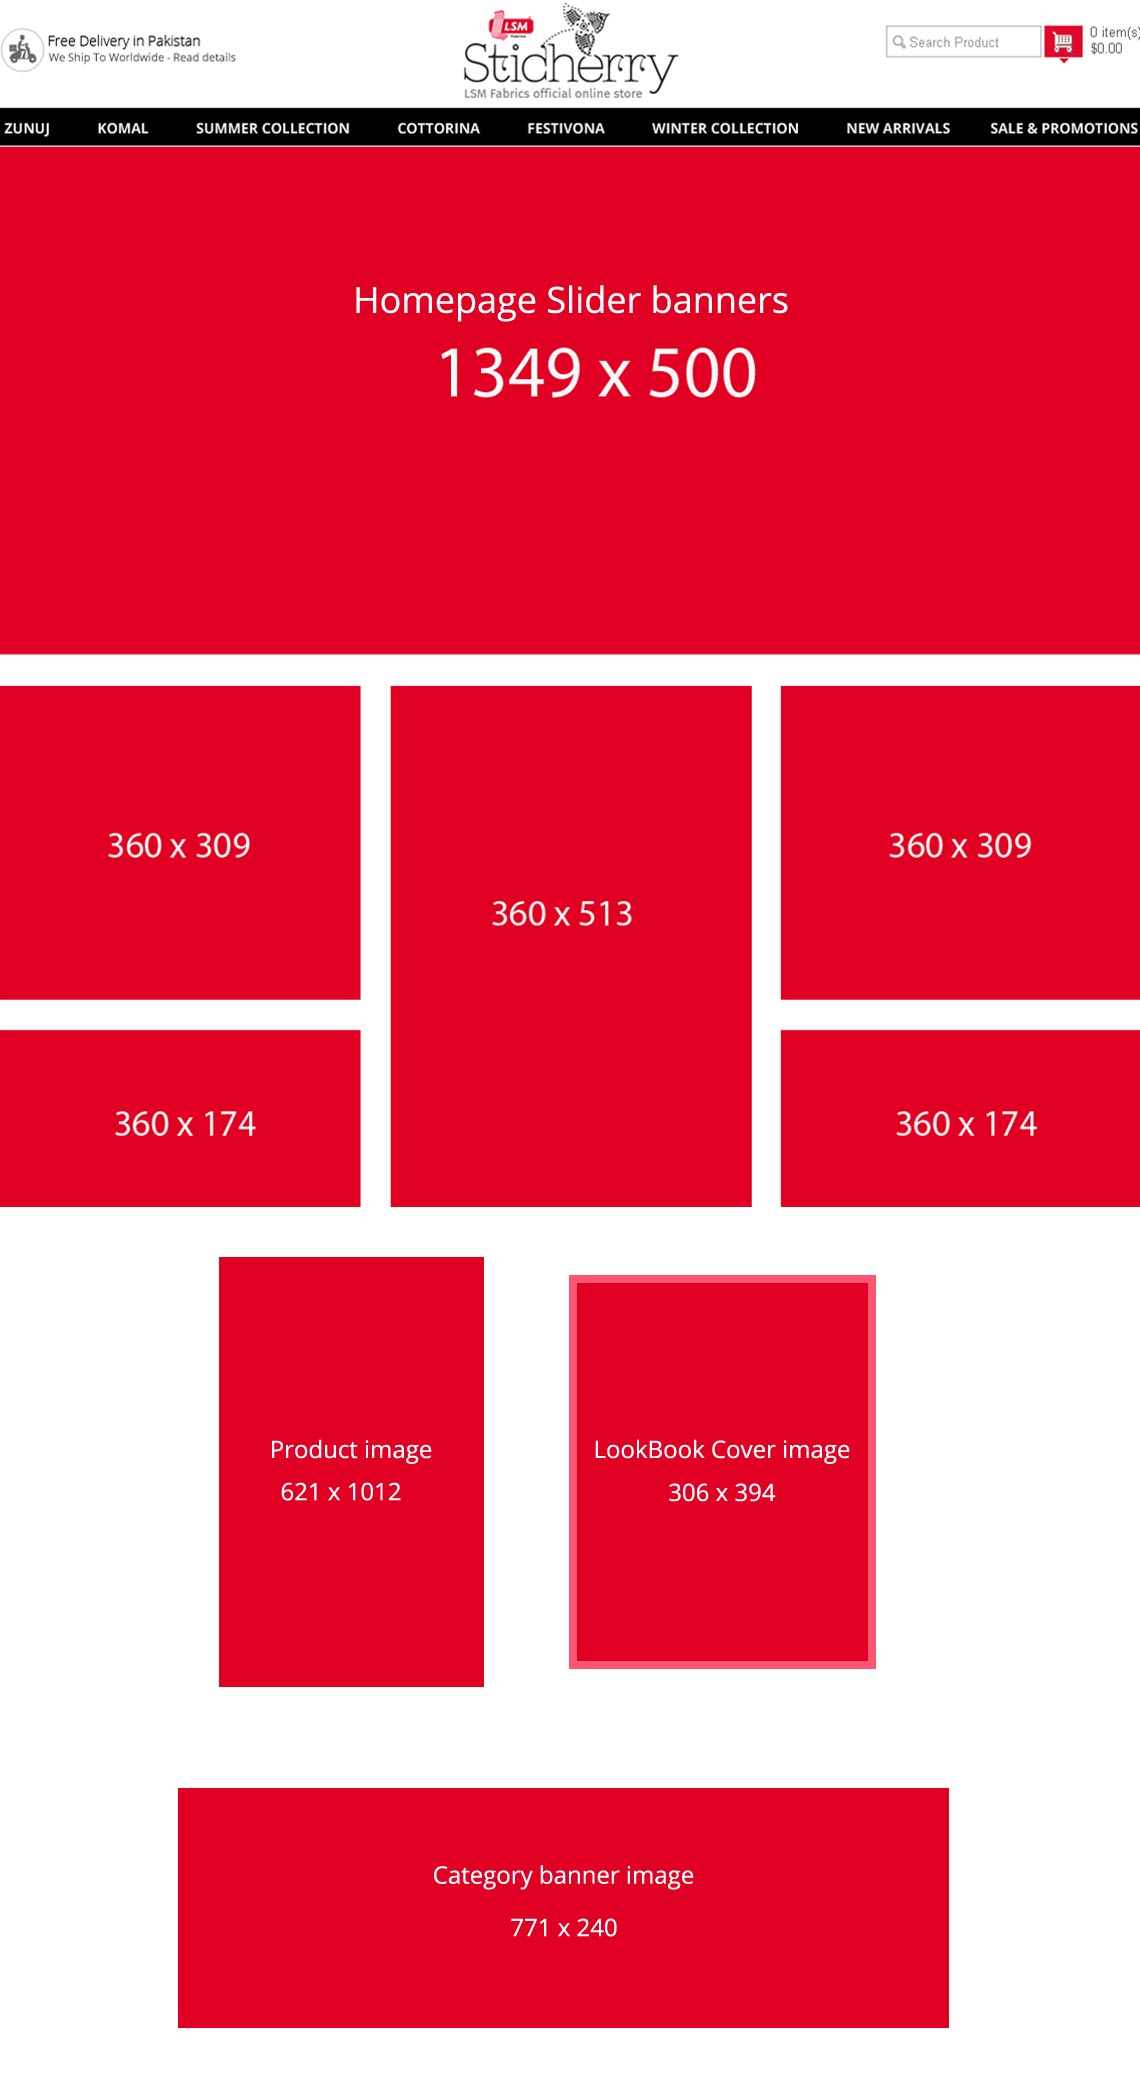 Free Delivery in Pakistan
We Ship To Worldwide - Read details
LSM
Fabrics
Sticherry
LSM Fabrics official online store
Search Product
0 item(s)
$0.00
ZUNUJ KOMAL SUMMER COLLECTION COTTORINA FESTIVONA WINTER COLLECTION NEW ARRIVALS SALE & PROMOTIONS
Homepage Slider banners
1349 x 500
360 x 309
360 x 513
360 x 309
360 x 174
360 x 174
Product image
621 x 1012
LookBook Cover image
306 x 394
Category banner image
771 x 240